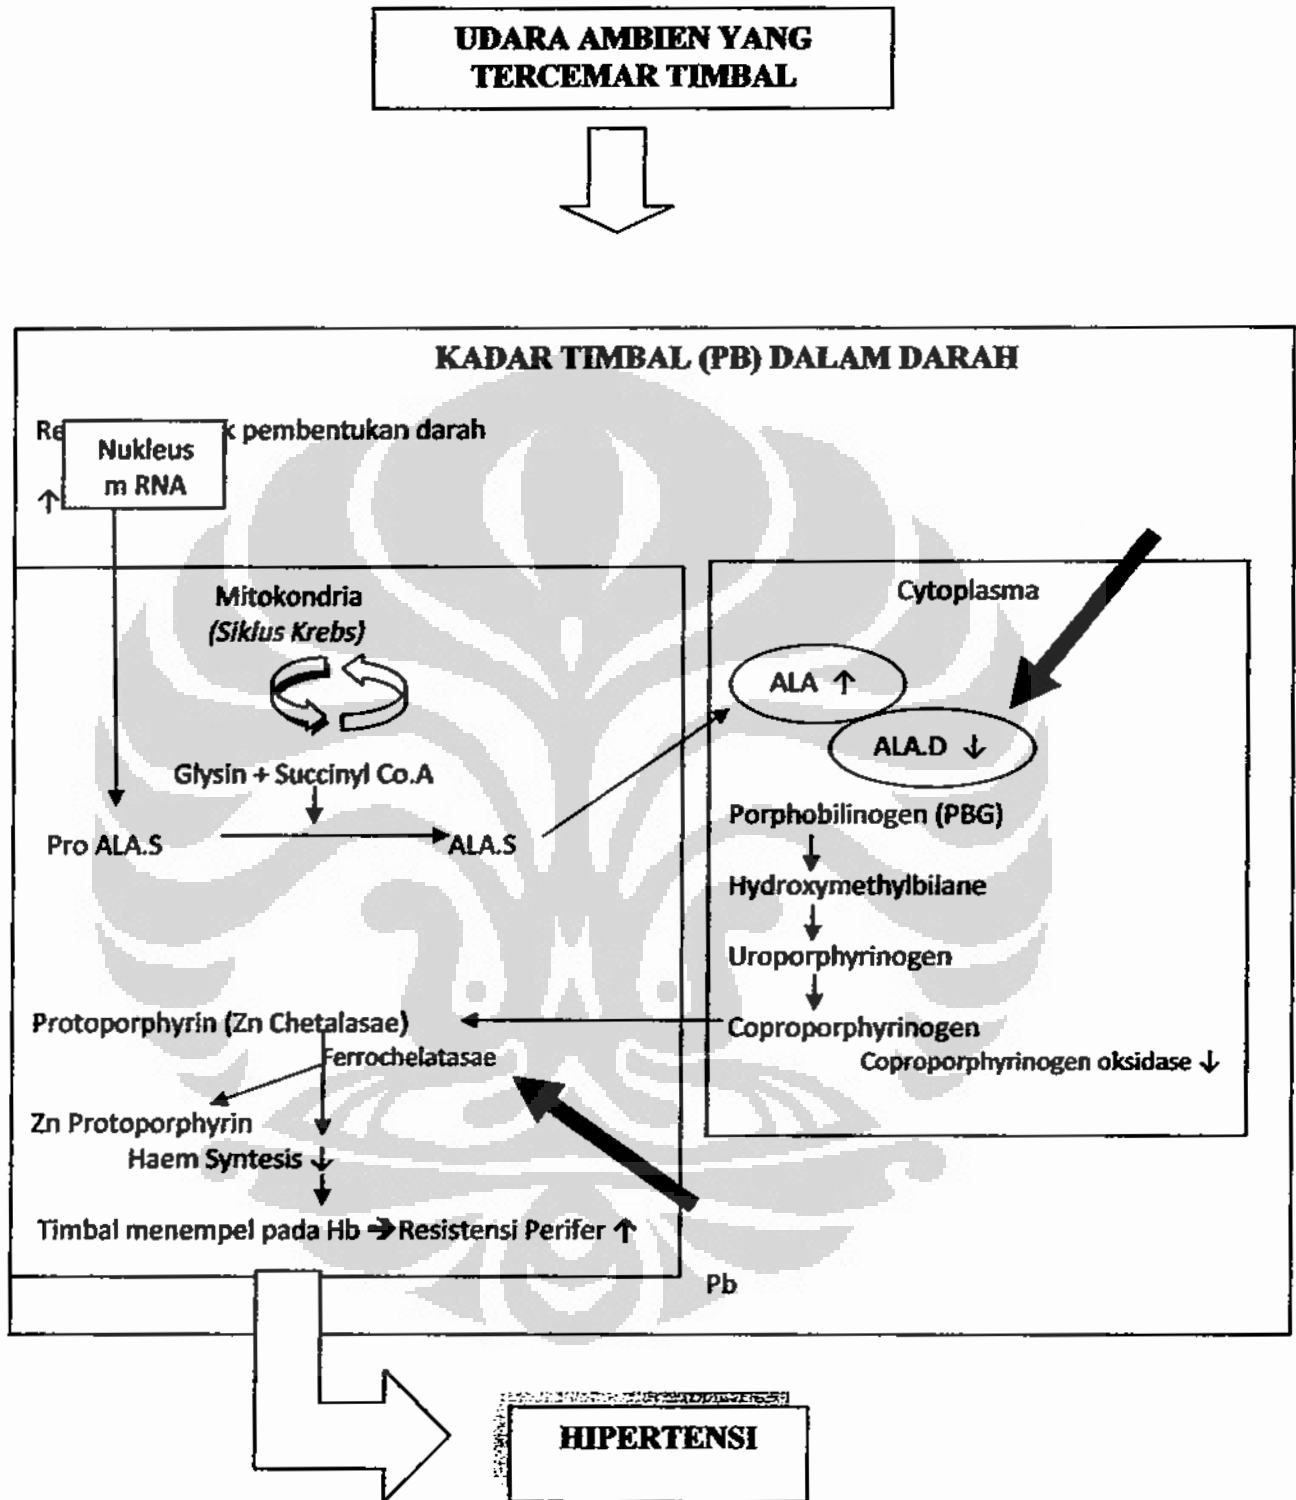 UDARA AMBIEN YANG
TERCEMAR TIMBAL
KADAR TIMBAL (PB) DALAM DARAH
pembentukan darah
Nukleus
m RNA
↑
Mitokondria
(Siklus Krebs)
Glysin + Succinyl Co.A
Pro ALA.S
ALA.S
Cytoplasma
ALA ↑
ALA.D ↓
Porphobilinogen (PBG)
Hydroxymethylbilane
Uroporphyrinogen
Coproporphyrinogen
Coproporphyrinogen oksidase ↓
Protoporphyrin (Zn Chetalasae)
Ferrochelatasae
Zn Protoporphyrin
Haem Syntesis ↓
Timbal menempel pada Hb → Resistensi Perifer ↑
Pb
HIPERTENSI